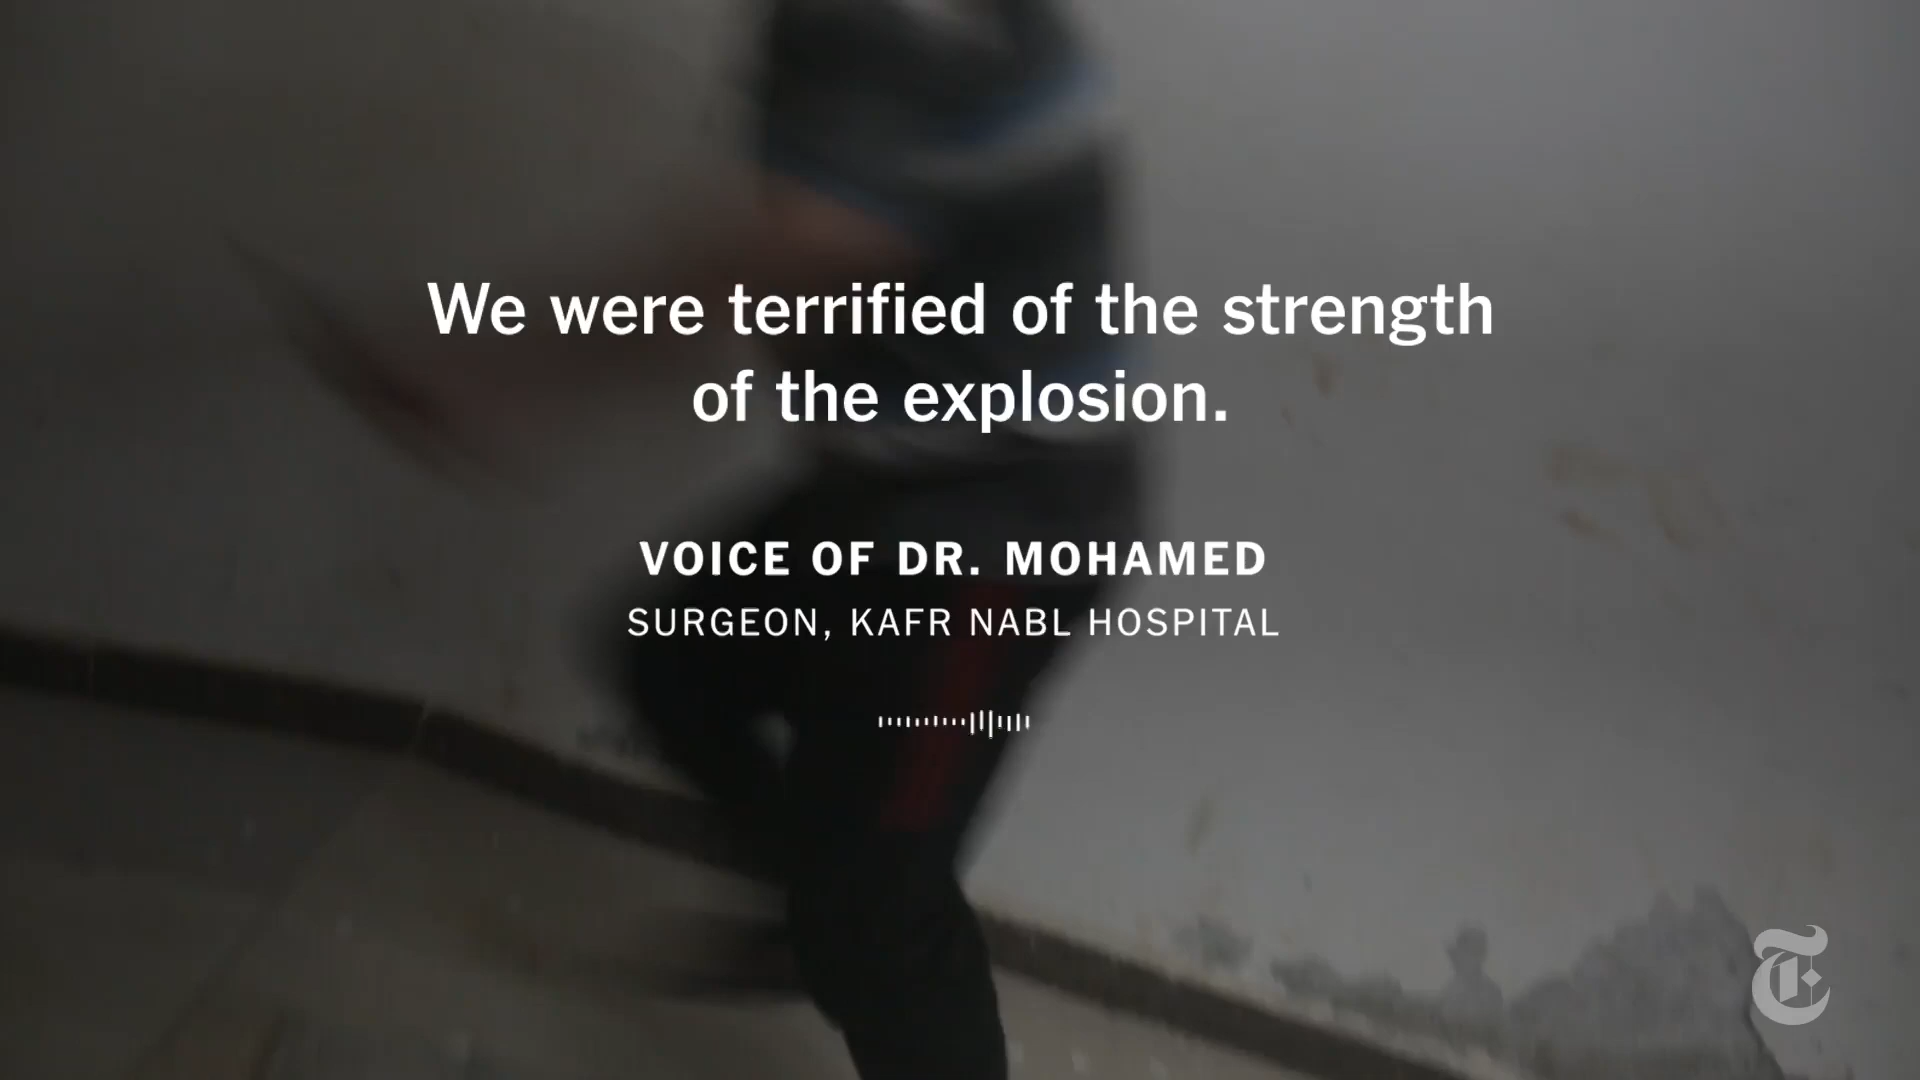 We were terrified of the strength
of the explosion.
VOICE OF DR. MOHAMED
SURGEON, KAFR NABL HOSPITAL
T